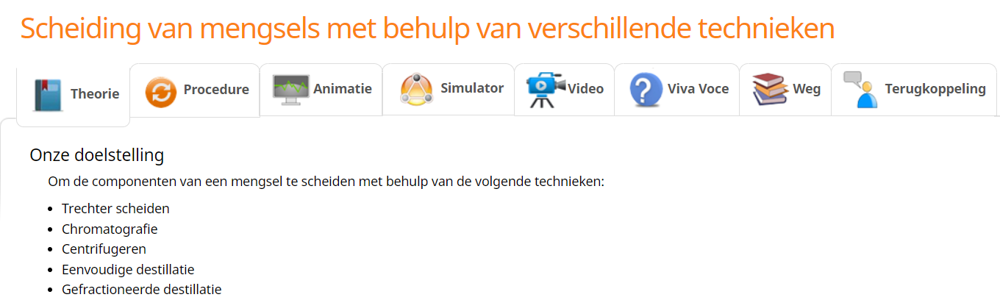 Scheiding van mengsels met behulp van verschillende technieken
Theorie Procedure Animatie Simulator Video Viva Voce Weg Terugkoppeling
Onze doelstelling
Om de componenten van een mengsel te scheiden met behulp van de volgende technieken:
• Trechter scheiden
• Chromatografie
• Centrifugeren
• Eenvoudige destillatie
• Gefractioneerde destillatie